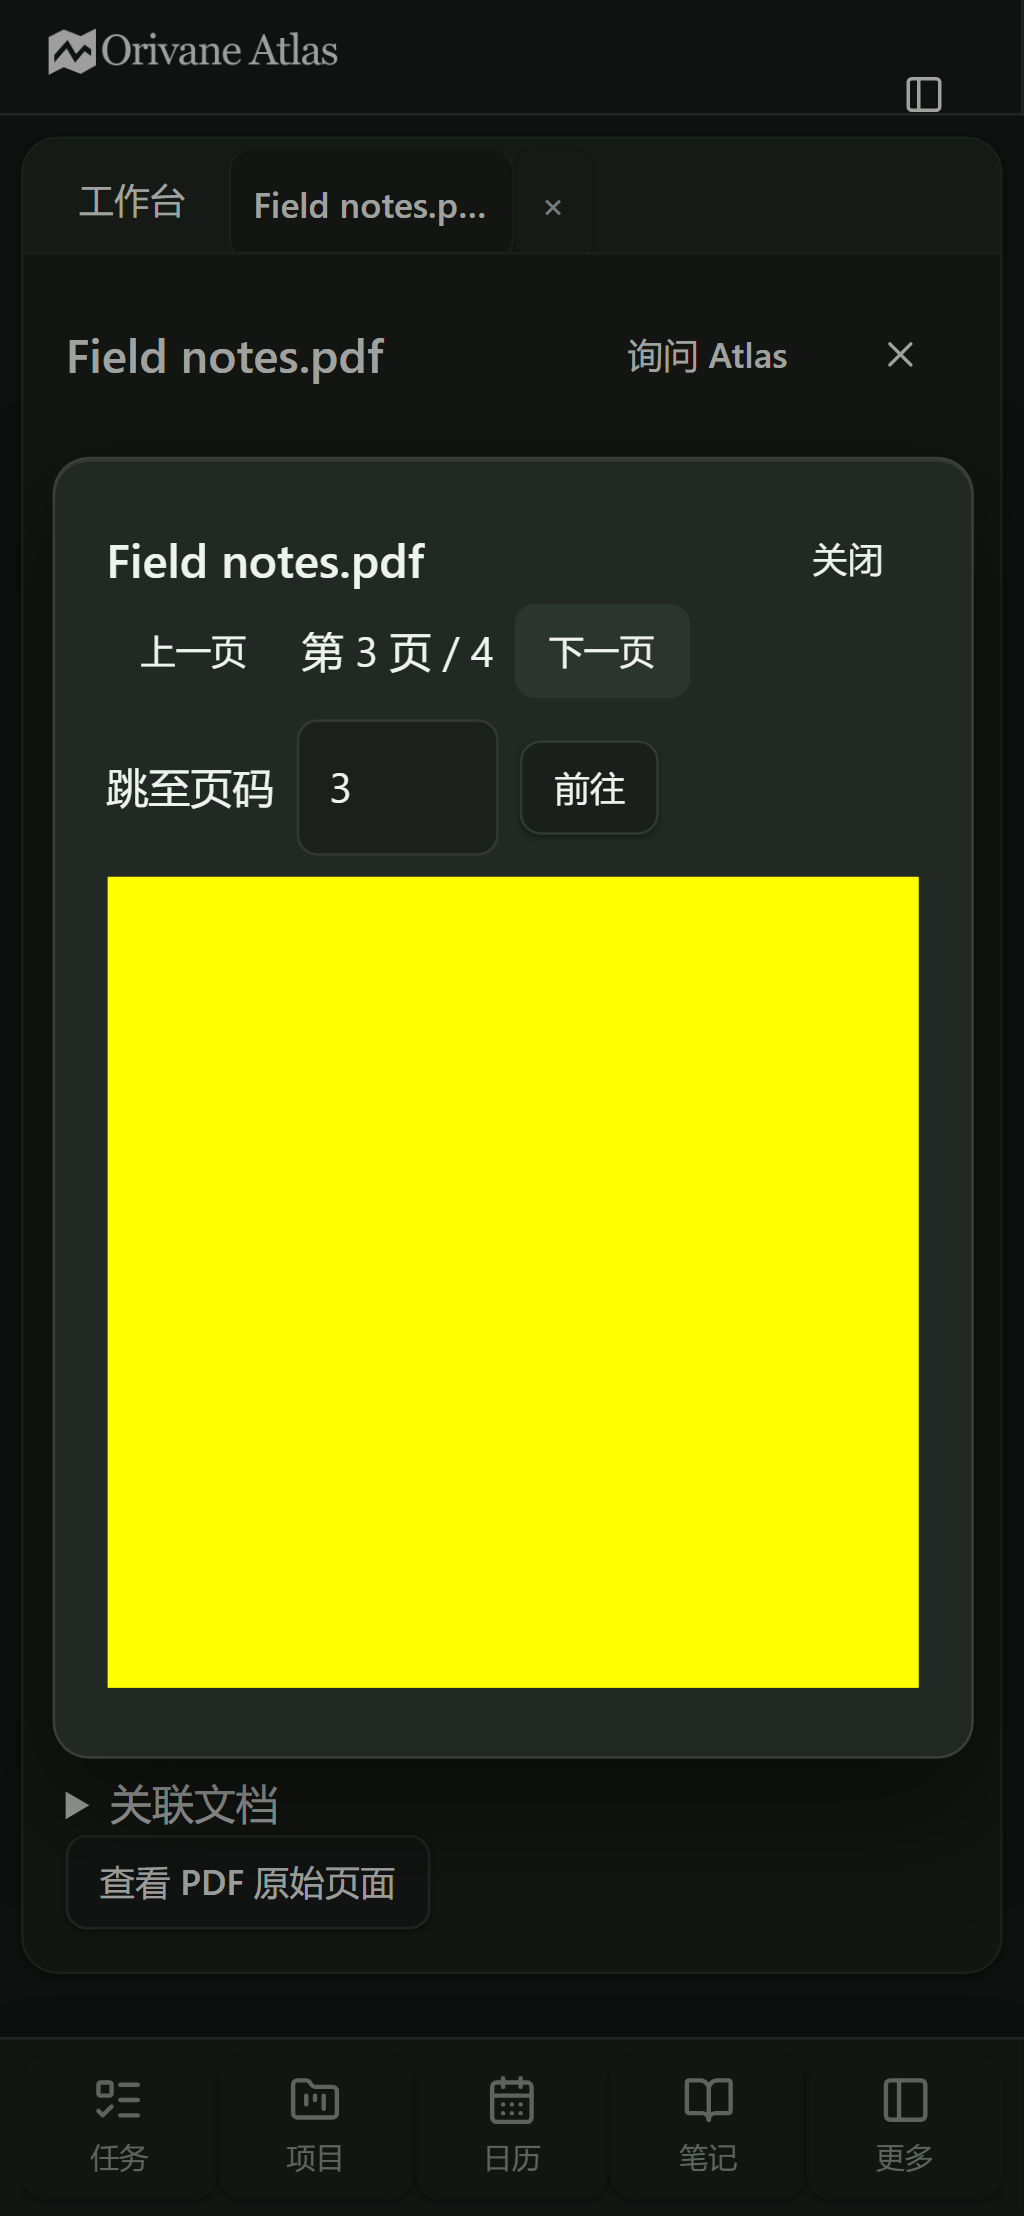 Orivane Atlas
工作台 Field notes.p... ×
Field notes.pdf 询问 Atlas
Field notes.pdf 关闭
上一页 第 3 页 / 4 下一页
跳至页码 3 前往
关联文档
查看 PDF 原始页面
任务 项目 日历 笔记 更多